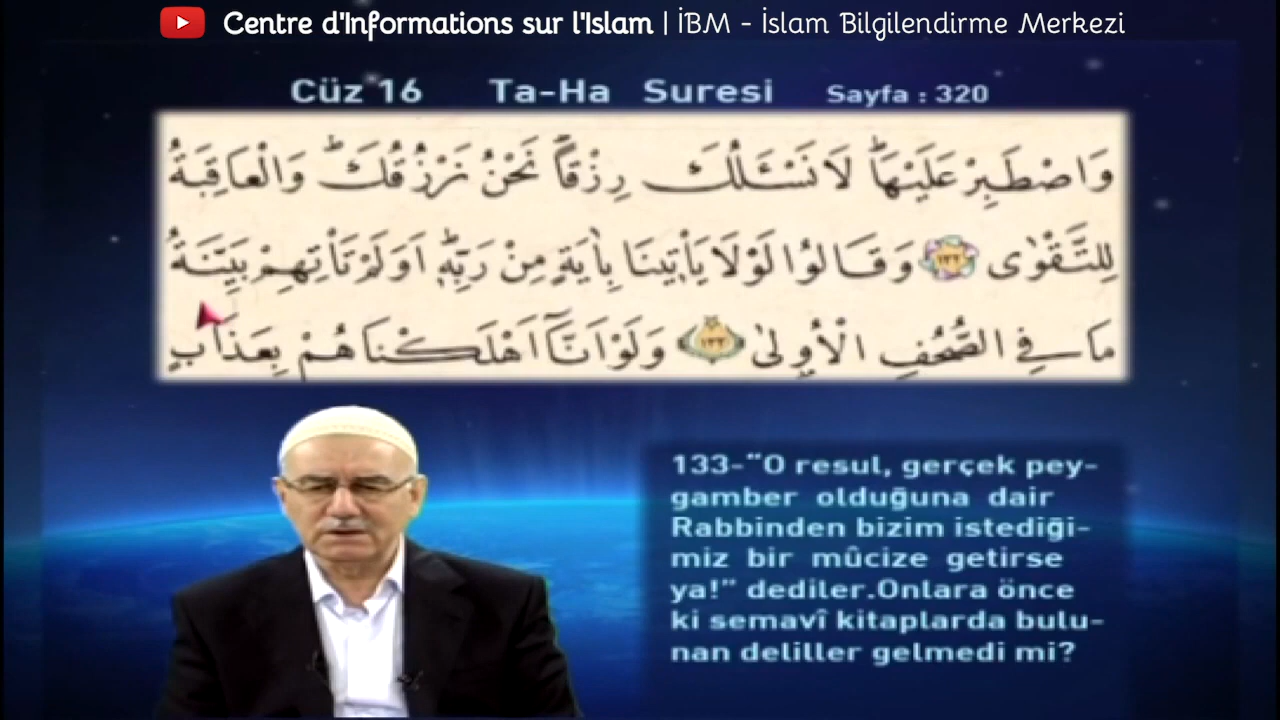 Centre d'Informations sur l'Islam | İBM - İslam Bilgilendirme Merkezi
Cüz 16 Ta-Ha Suresi Sayfa : 320
وَاصْطَبِرْ عَلَيْهَاۜ لَا نَسْـَٔلُكَ رِزْقاًۜ نَحْنُ نَرْزُقُكَۜ وَالْعَاقِبَةُ
لِلتَّقْوٰى ﴿١٣٢﴾ وَقَالُوا لَوْلَا يَأْت۪ينَا بِاٰيَةٍ مِنْ رَبِّه۪ۜ اَوَلَمْ تَأْتِهِمْ بَيِّنَةُ
مَا فِي الصُّحُفِ الْاُو۫لٰى ﴿١٣٣﴾ وَلَوْ اَنَّٓا اَهْلَكْنَاهُمْ بِعَذَابٍ
133-"O resul, gerçek pey-
gamber olduğuna dair
Rabbinden bizim istediği-
miz bir mûcize getirse
ya!" dediler.Onlara önce
ki semavî kitaplarda bulu-
nan deliller gelmedi mi?